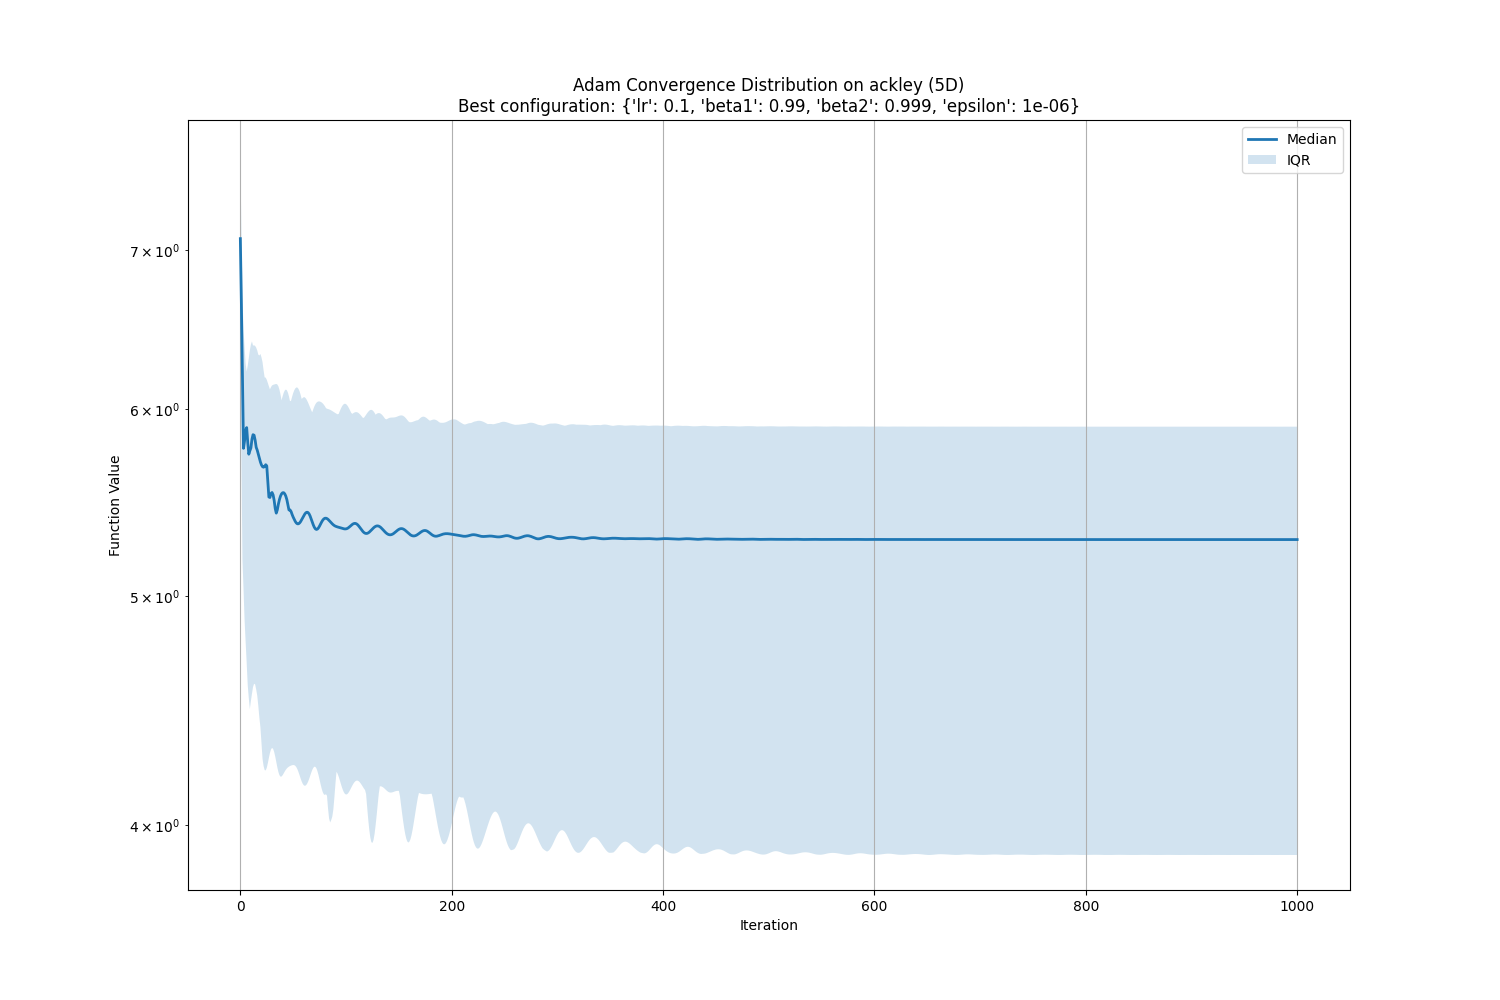 Adam Convergence Distribution on ackley (5D)
Best configuration: {'lr': 0.1, 'beta1': 0.99, 'beta2': 0.999, 'epsilon': 1e-06}
Median
IQR
7 × 10⁰
6 × 10⁰
5 × 10⁰
4 × 10⁰
Function Value
0 200 400 600 800 1000
Iteration